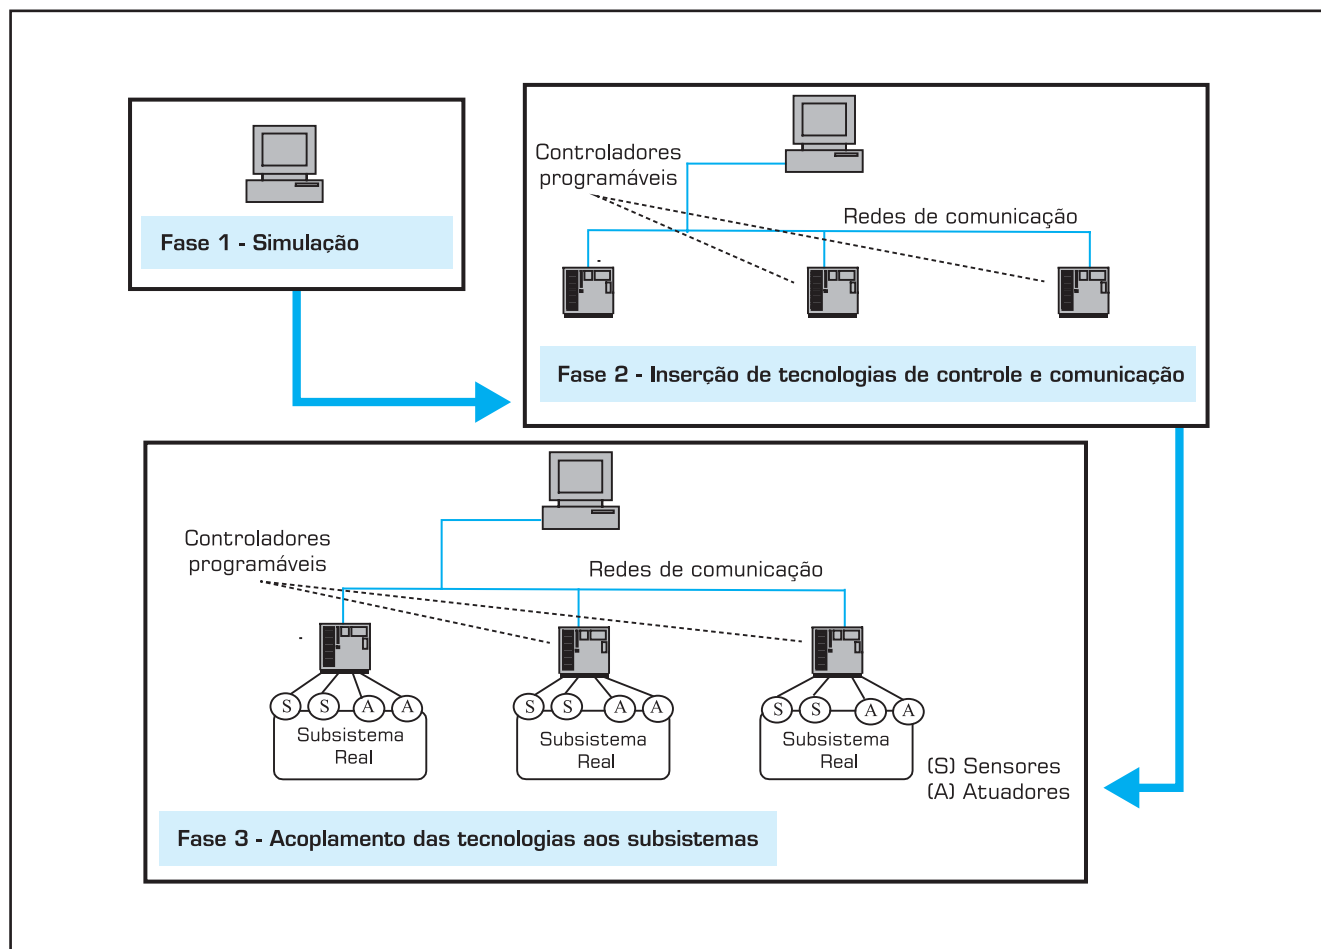 Fase 1 - Simulação
Controladores
programáveis
Redes de comunicação
Fase 2 - Inserção de tecnologias de controle e comunicação
Controladores
programáveis
Redes de comunicação
S S A A
Subsistema
Real
S S A A
Subsistema
Real
S S A A
Subsistema
Real
(S) Sensores
(A) Atuadores
Fase 3 - Acoplamento das tecnologias aos subsistemas